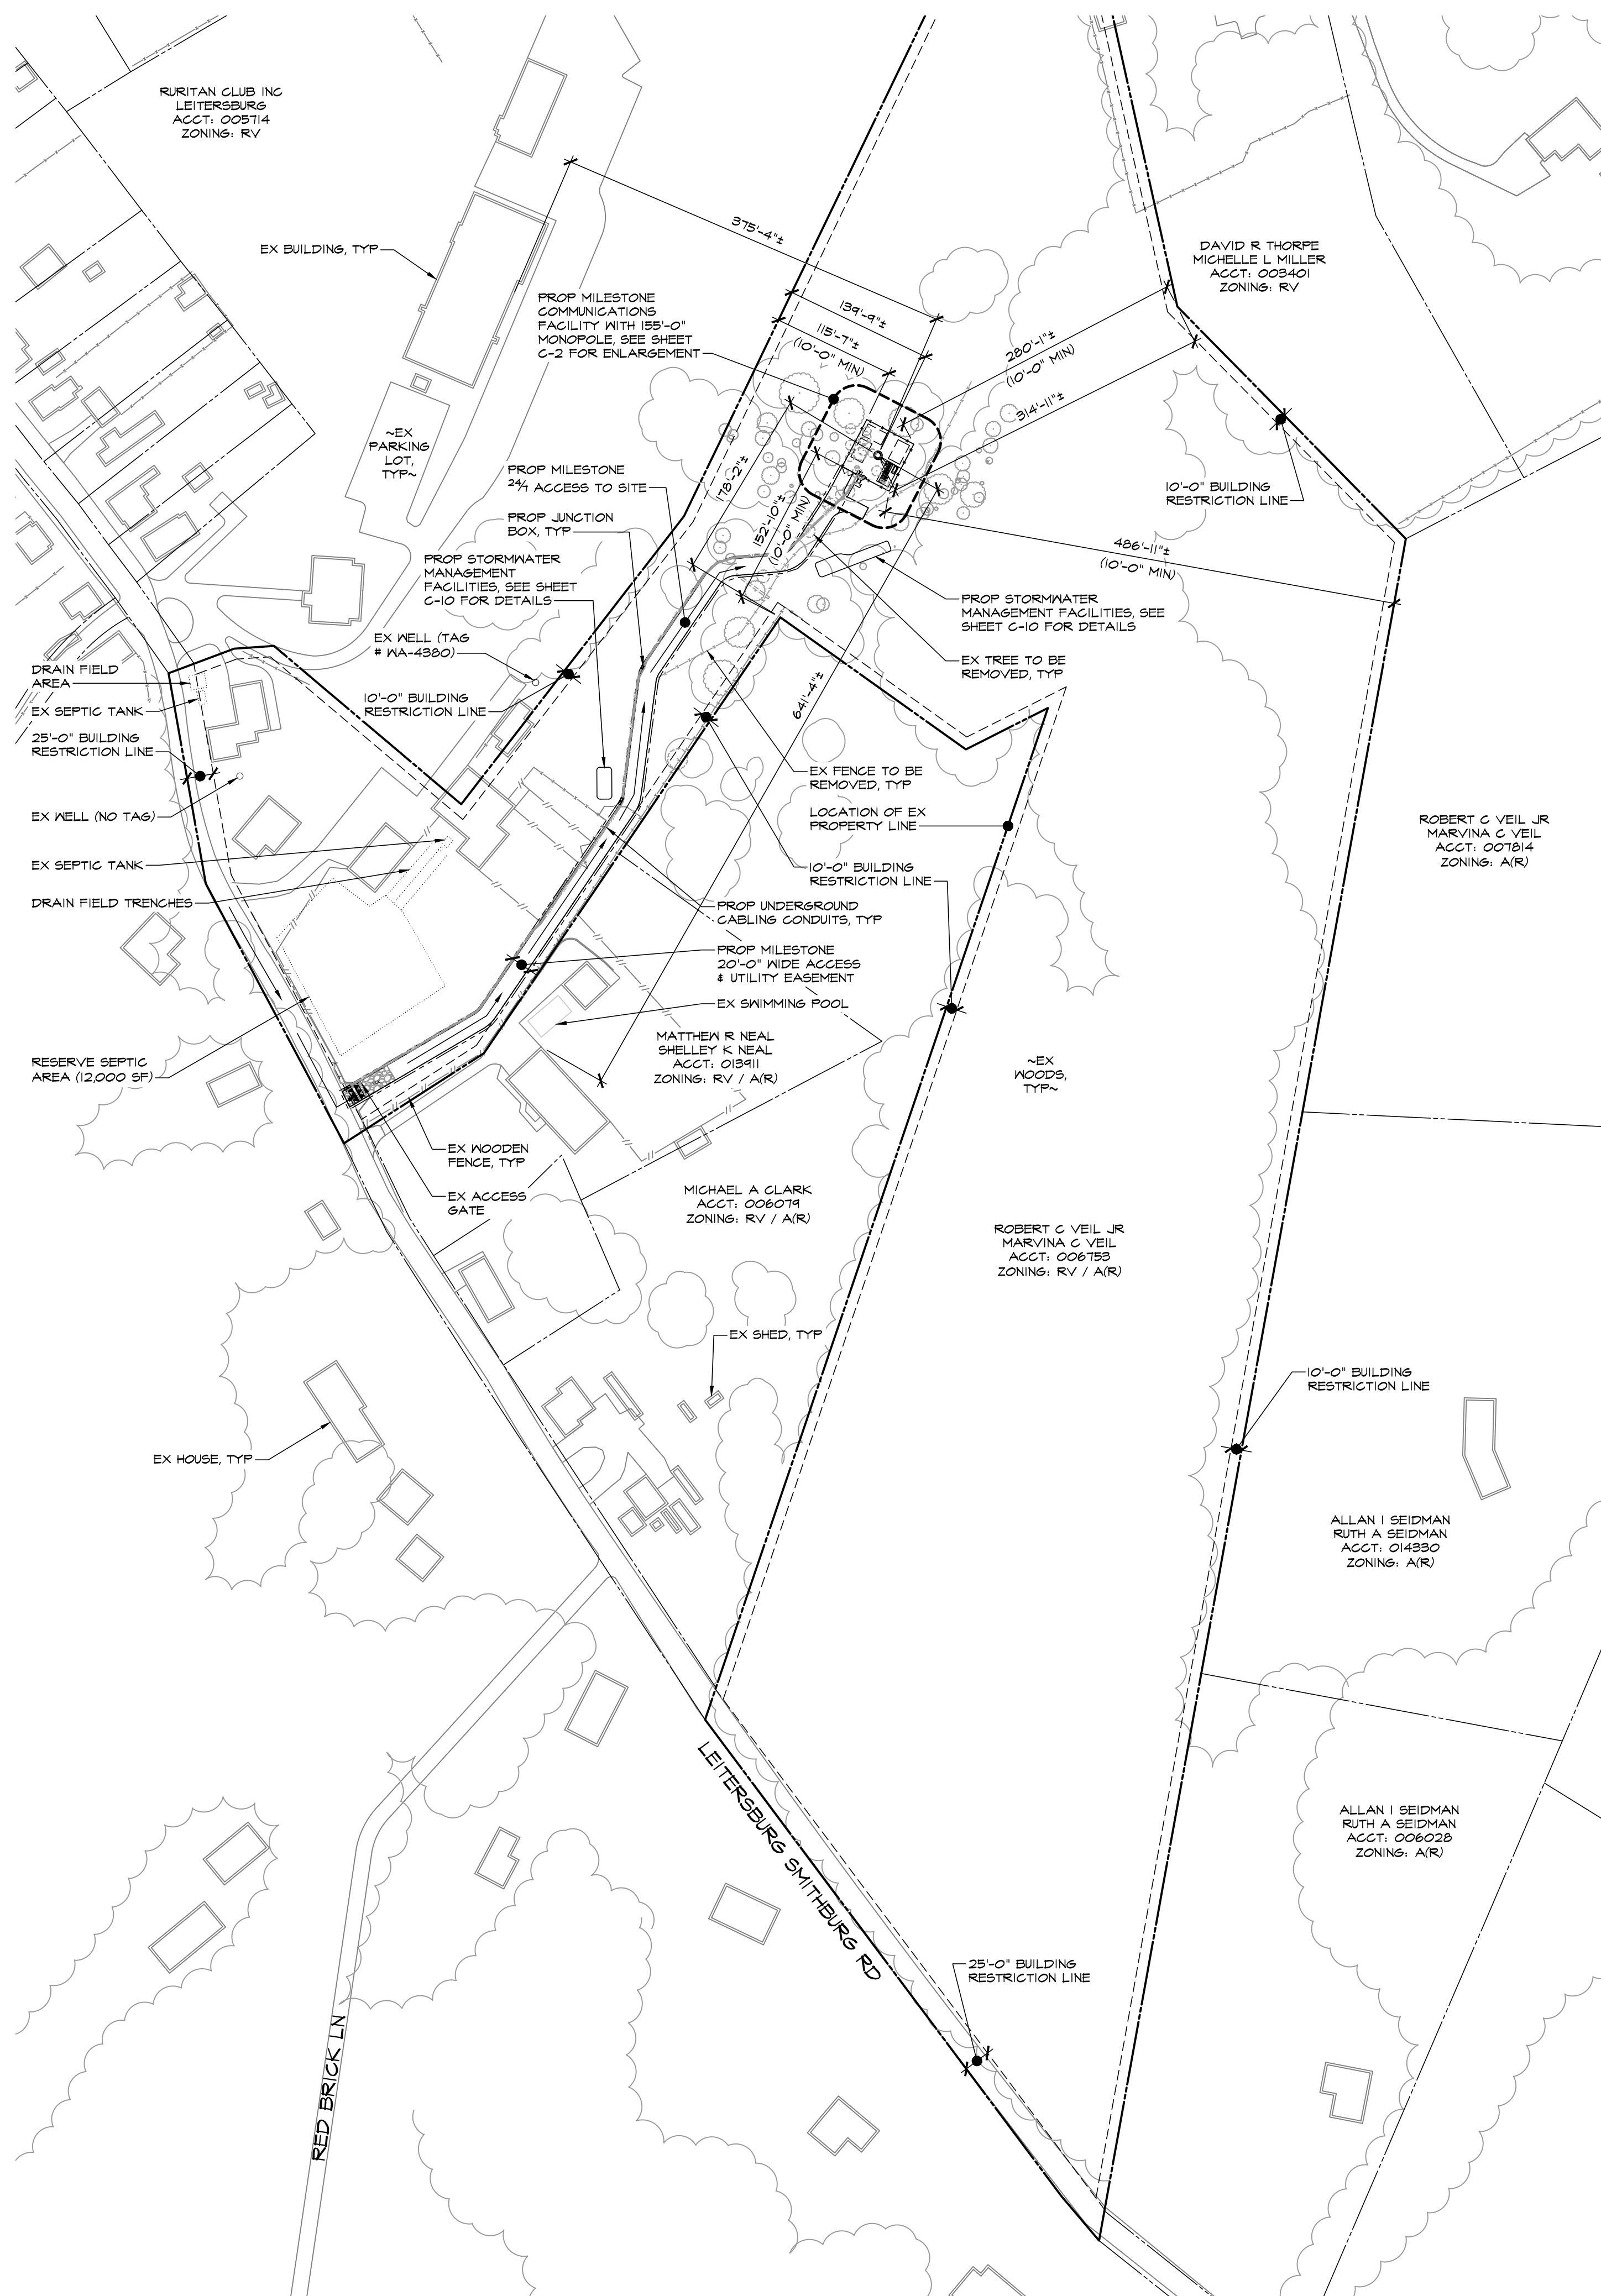 RURITAN CLUB INC
LEITERSBURG
ACCT: 005714
ZONING: RV
EX BUILDING, TYP
375'-4"±
DAVID R THORPE
MICHELLE L MILLER
ACCT: 003401
ZONING: RV
PROP MILESTONE
COMMUNICATIONS
FACILITY WITH 155'-0"
MONOPOLE, SEE SHEET
C-2 FOR ENLARGEMENT
139'-9"±
115'-7"±
(10'-0" MIN)
280'-1"±
(10'-0" MIN)
314'-11"±
~EX
PARKING
LOT,
TYP~
PROP MILESTONE
24/7 ACCESS TO SITE
178'-2"±
152'-10"±
(10'-0" MIN)
10'-0" BUILDING
RESTRICTION LINE
PROP JUNCTION
BOX, TYP
486'-11"±
(10'-0" MIN)
PROP STORMWATER
MANAGEMENT
FACILITIES, SEE SHEET
C-10 FOR DETAILS
PROP STORMWATER
MANAGEMENT FACILITIES, SEE
SHEET C-10 FOR DETAILS
EX WELL (TAG
# WA-4380)
EX TREE TO BE
REMOVED, TYP
DRAIN FIELD
AREA
10'-0" BUILDING
RESTRICTION LINE
641'-4"±
EX SEPTIC TANK
25'-0" BUILDING
RESTRICTION LINE
EX FENCE TO BE
REMOVED, TYP
EX WELL (NO TAG)
LOCATION OF EX
PROPERTY LINE
ROBERT C VEIL JR
MARVINA C VEIL
ACCT: 007814
ZONING: A(R)
EX SEPTIC TANK
10'-0" BUILDING
RESTRICTION LINE
DRAIN FIELD TRENCHES
PROP UNDERGROUND
CABLING CONDUITS, TYP
PROP MILESTONE
20'-0" WIDE ACCESS
& UTILITY EASEMENT
EX SWIMMING POOL
MATTHEW R NEAL
SHELLEY K NEAL
ACCT: 013911
ZONING: RV / A(R)
~EX
WOODS,
TYP~
RESERVE SEPTIC
AREA (12,000 SF)
EX WOODEN
FENCE, TYP
EX ACCESS
GATE
MICHAEL A CLARK
ACCT: 006079
ZONING: RV / A(R)
ROBERT C VEIL JR
MARVINA C VEIL
ACCT: 006753
ZONING: RV / A(R)
EX SHED, TYP
10'-0" BUILDING
RESTRICTION LINE
EX HOUSE, TYP
ALLAN I SEIDMAN
RUTH A SEIDMAN
ACCT: 014330
ZONING: A(R)
LEITERSBURG SMITHBURG RD
ALLAN I SEIDMAN
RUTH A SEIDMAN
ACCT: 006028
ZONING: A(R)
25'-0" BUILDING
RESTRICTION LINE
RED BRICK LN